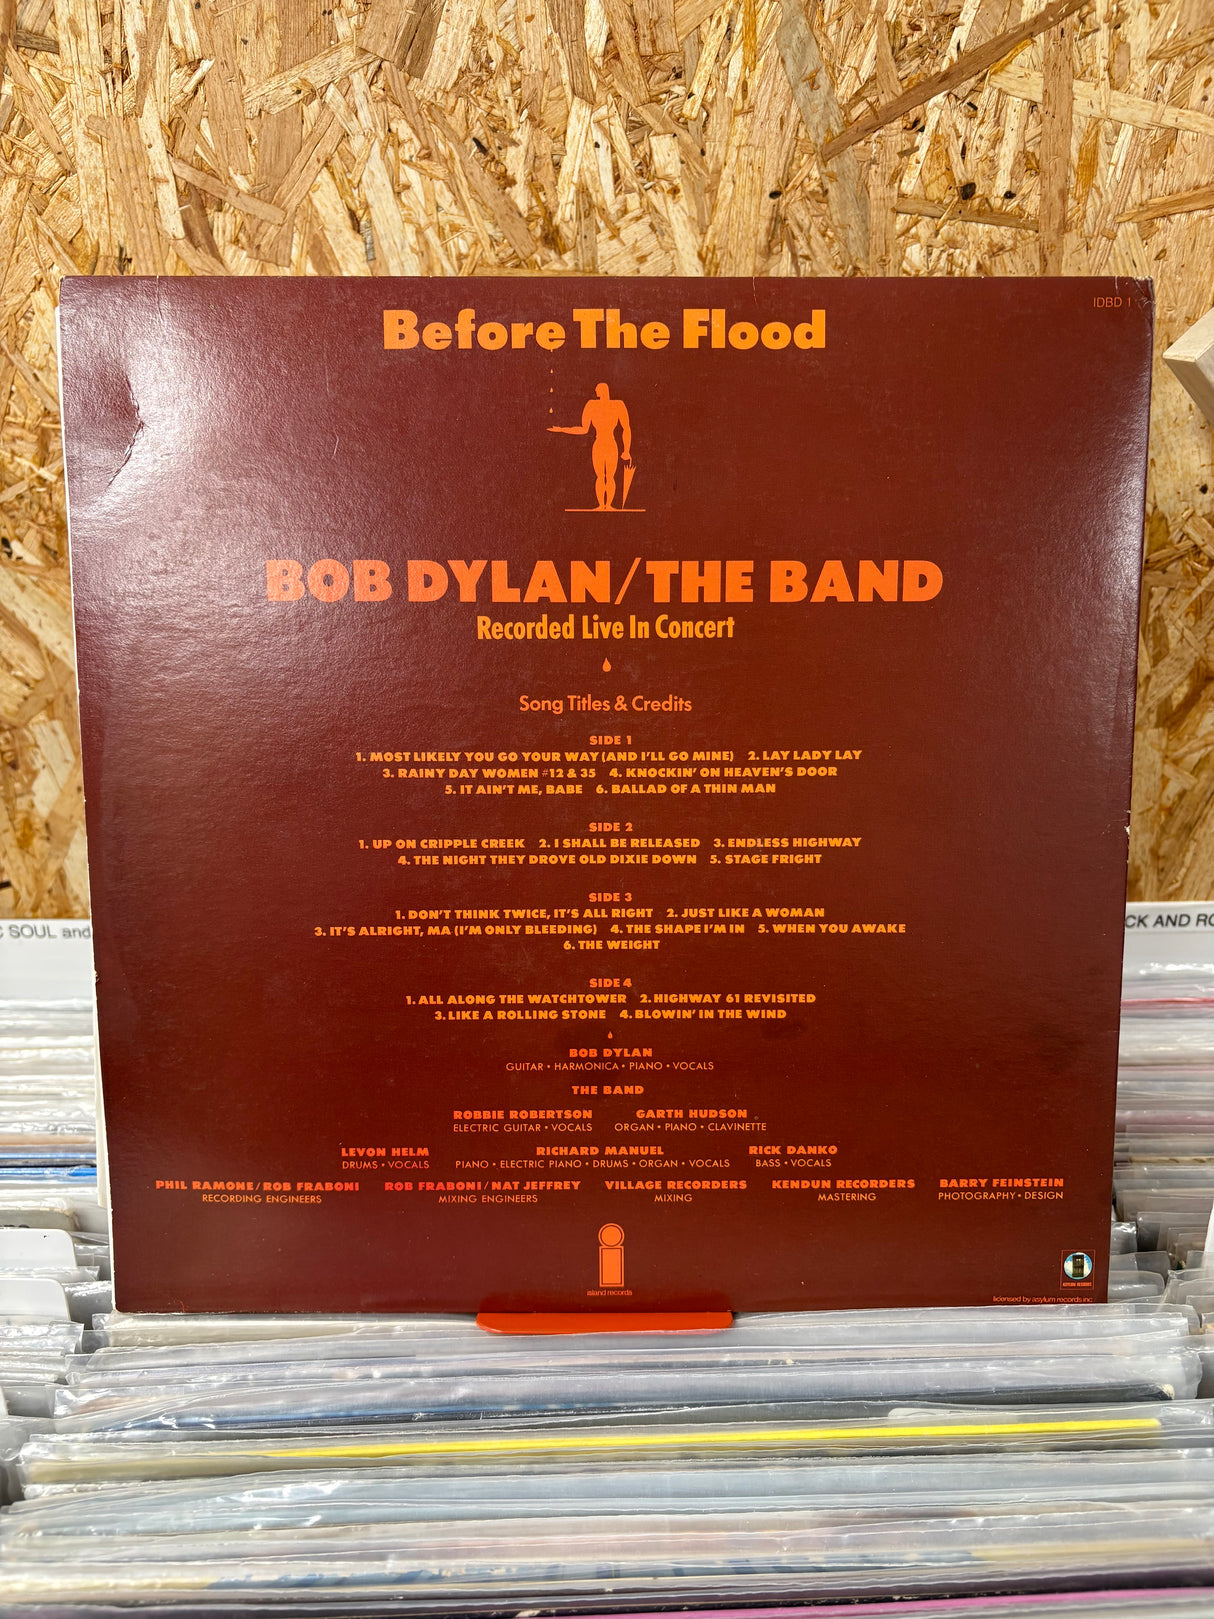 IDBD 1
Before The Flood
BOB DYLAN/THE BAND
Recorded Live In Concert
Song Titles & Credits
SIDE 1
1. MOST LIKELY YOU GO YOUR WAY (AND I'LL GO MINE) 2. LAY LADY LAY
3. RAINY DAY WOMEN #12 & 35 4. KNOCKIN' ON HEAVEN'S DOOR
5. IT AIN'T ME, BABE 6. BALLAD OF A THIN MAN
SIDE 2
1. UP ON CRIPPLE CREEK 2. I SHALL BE RELEASED 3. ENDLESS HIGHWAY
4. THE NIGHT THEY DROVE OLD DIXIE DOWN 5. STAGE FRIGHT
SIDE 3
1. DON'T THINK TWICE, IT'S ALL RIGHT 2. JUST LIKE A WOMAN
3. IT'S ALRIGHT, MA (I'M ONLY BLEEDING) 4. THE SHAPE I'M IN 5. WHEN YOU AWAKE
6. THE WEIGHT
SIDE 4
1. ALL ALONG THE WATCHTOWER 2. HIGHWAY 61 REVISITED
3. LIKE A ROLLING STONE 4. BLOWIN' IN THE WIND
BOB DYLAN
GUITAR • HARMONICA • PIANO • VOCALS
THE BAND
ROBBIE ROBERTSON GARTH HUDSON
ELECTRIC GUITAR • VOCALS ORGAN • PIANO • CLAVINETTE
LEVON HELM RICHARD MANUEL RICK DANKO
DRUMS • VOCALS PIANO • ELECTRIC PIANO • DRUMS • ORGAN • VOCALS BASS • VOCALS
PHIL RAMONE/ROB FRABONI ROB FRABONI/NAT JEFFREY VILLAGE RECORDERS KENDUN RECORDERS BARRY FEINSTEIN
RECORDING ENGINEERS MIXING ENGINEERS MIXING MASTERING PHOTOGRAPHY • DESIGN
island records
ASYLUM RECORDS
licensed by asylum records inc
C SOUL and
CK AND RO